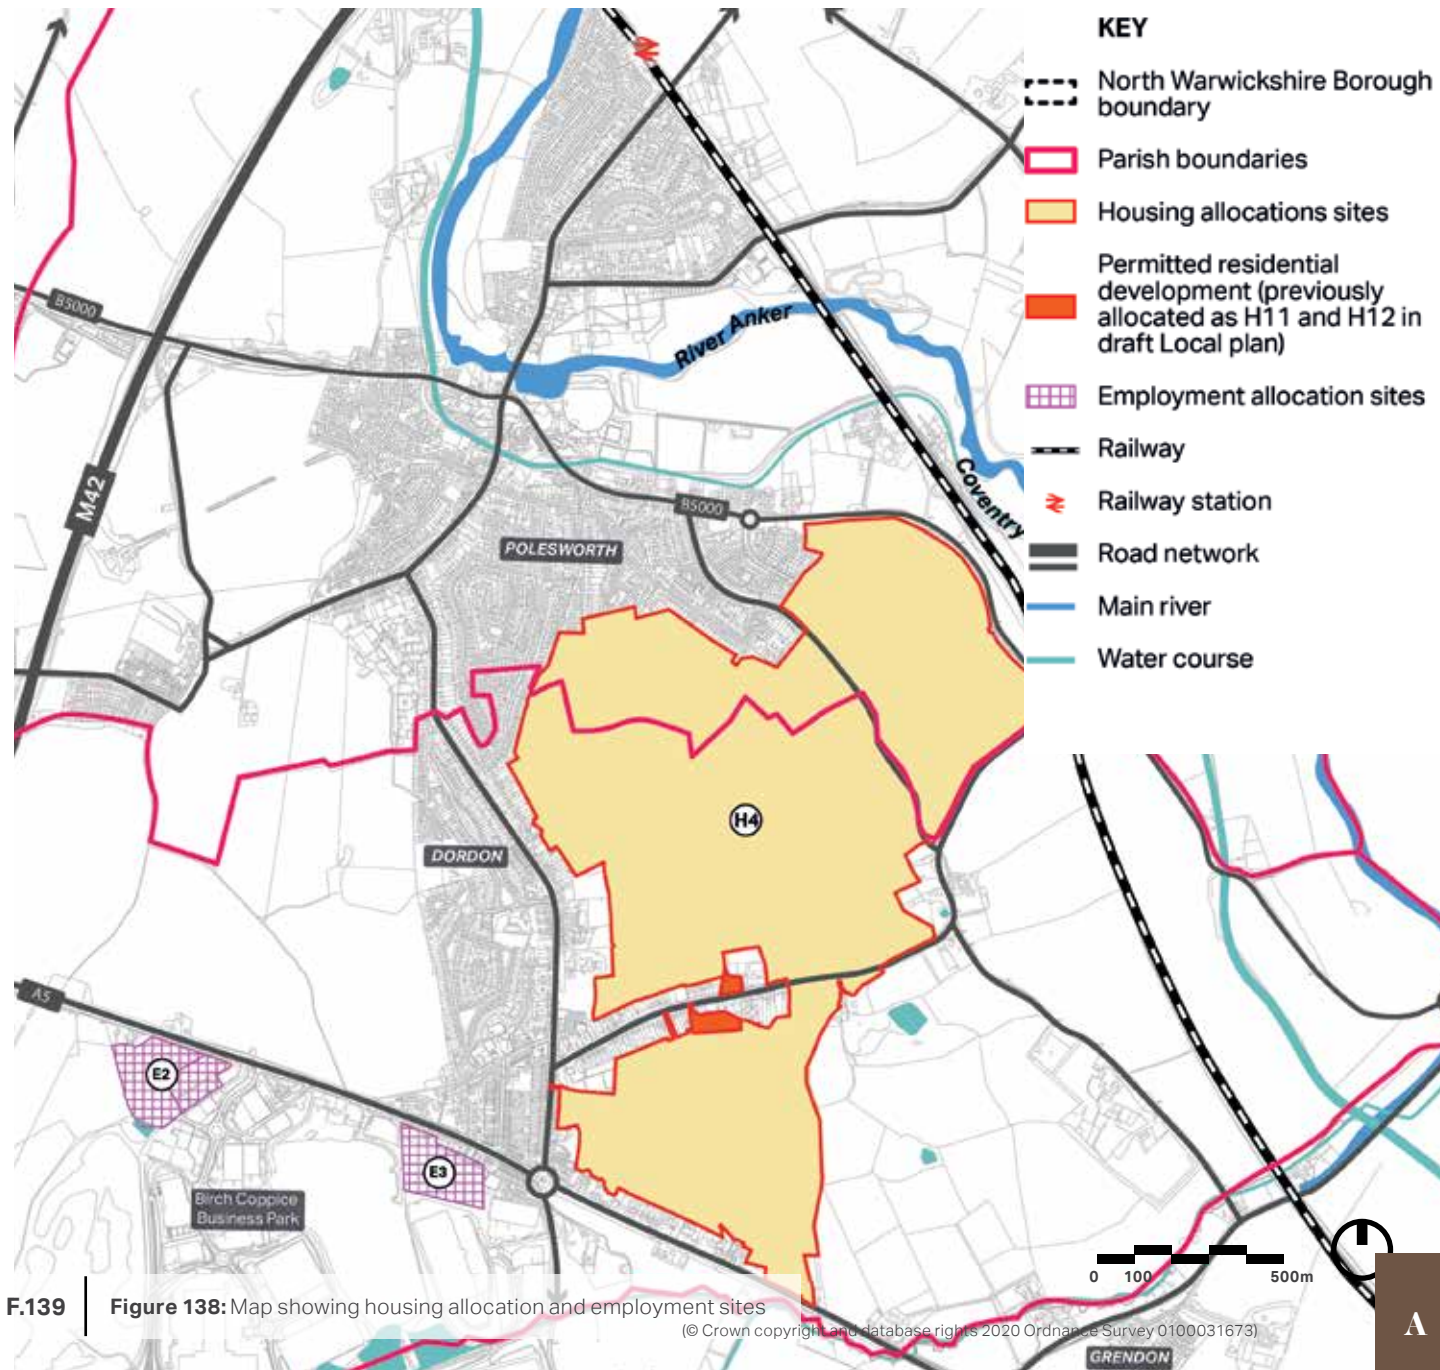 KEY
North Warwickshire Borough
boundary
Parish boundaries
Housing allocations sites
Permitted residential
development (previously
allocated as H11 and H12 in
draft Local plan)
Employment allocation sites
Railway
Railway station
Road network
Main river
Water course
B5000
River Anker
M42
Coventry
B5000
POLESWORTH
H4
DORDON
A5
E2
E3
Birch Coppice
Business Park
0 100 500m
F.139
Figure 138: Map showing housing allocation and employment sites
(© Crown copyright and database rights 2020 Ordnance Survey 0100031673)
GRENDON
A